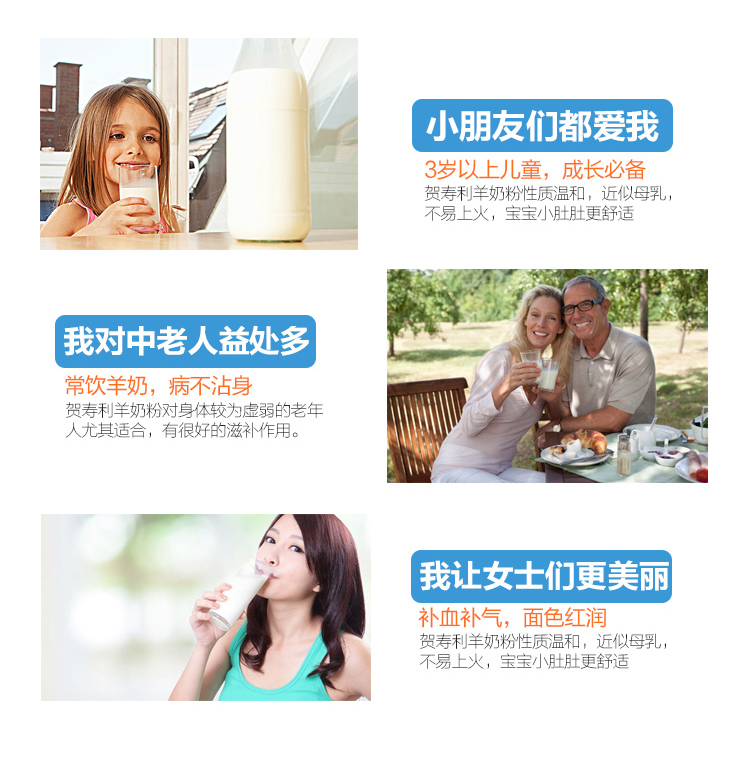 小朋友们都爱我
3岁以上儿童，成长必备
贺寿利羊奶粉性质温和，近似母乳，
不易上火，宝宝小肚肚更舒适
我对中老人益处多
常饮羊奶，病不沾身
贺寿利羊奶粉对身体较为虚弱的老年
人尤其适合，有很好的滋补作用。
我让女士们更美丽
补血补气，面色红润
贺寿利羊奶粉性质温和，近似母乳，
不易上火，宝宝小肚肚更舒适